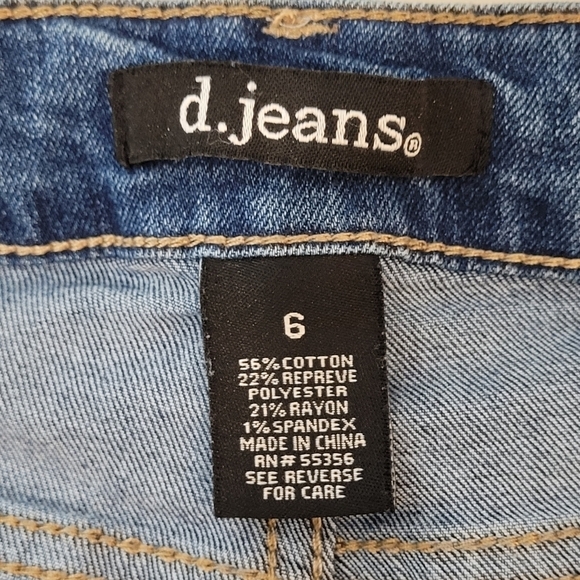 d.jeans®
6
56% COTTON
22% REPREVE
POLYESTER
21% RAYON
1% SPANDEX
MADE IN CHINA
RN# 55356
SEE REVERSE
FOR CARE